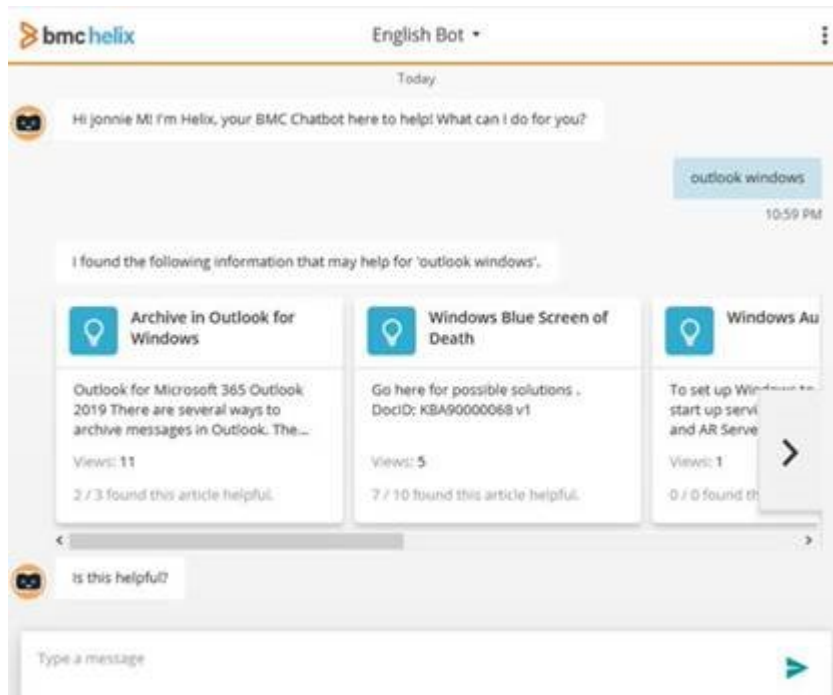 bmc helix
English Bot
Today
Hi jonnie M! I'm Helix, your BMC Chatbot here to help! What can I do for you?
outlook windows
10:59 PM
I found the following information that may help for 'outlook windows'.
Archive in Outlook for
Windows
Outlook for Microsoft 365 Outlook
2019 There are several ways to
archive messages in Outlook. The...
Views: 11
2 / 3 found this article helpful.
Windows Blue Screen of
Death
Go here for possible solutions .
DocID: KBA90000068 v1
Views: 5
7 / 10 found this article helpful.
Windows Au
To set up Windows to
start up servi
and AR Serve
Views: 1
0 / 0 found th
Is this helpful?
Type a message